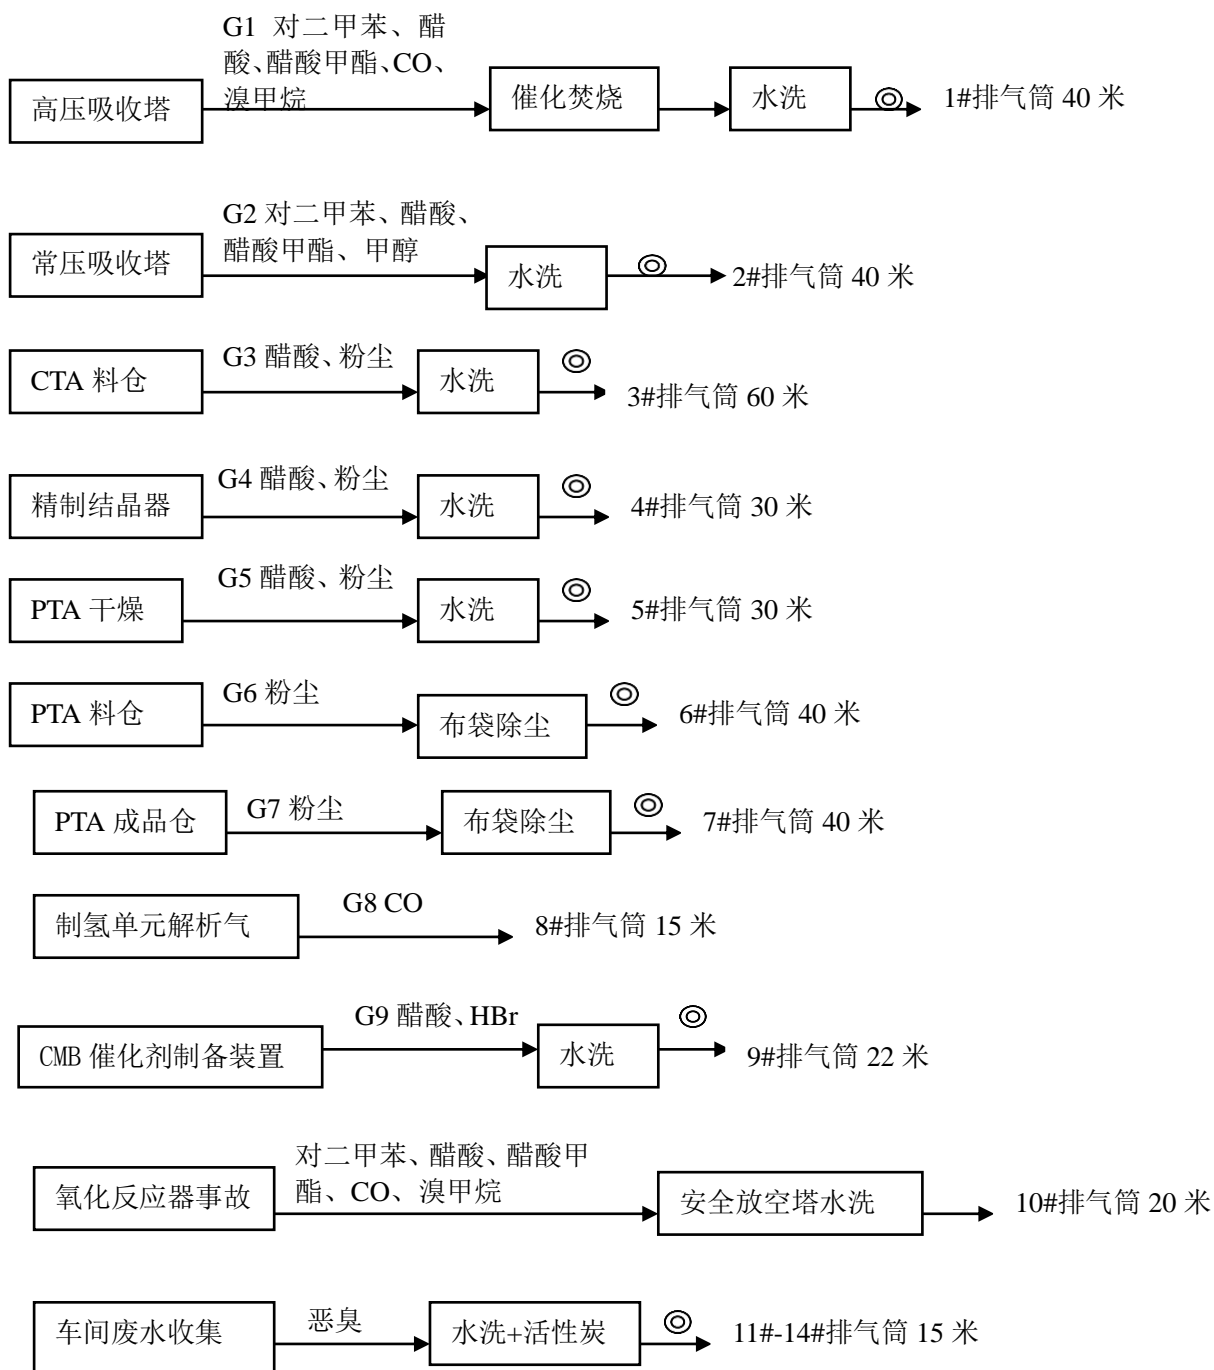 G1 对二甲苯、醋
酸、醋酸甲酯、CO、
溴甲烷
高压吸收塔
催化焚烧
水洗
1#排气筒 40 米
G2 对二甲苯、醋酸、
醋酸甲酯、甲醇
常压吸收塔
水洗
2#排气筒 40 米
G3 醋酸、粉尘
CTA 料仓
水洗
3#排气筒 60 米
G4 醋酸、粉尘
精制结晶器
水洗
4#排气筒 30 米
G5 醋酸、粉尘
PTA 干燥
水洗
5#排气筒 30 米
G6 粉尘
PTA 料仓
布袋除尘
6#排气筒 40 米
G7 粉尘
PTA 成品仓
布袋除尘
7#排气筒 40 米
G8 CO
制氢单元解析气
8#排气筒 15 米
G9 醋酸、HBr
CMB 催化剂制备装置
水洗
9#排气筒 22 米
对二甲苯、醋酸、醋酸甲
酯、CO、溴甲烷
氧化反应器事故
安全放空塔水洗
10#排气筒 20 米
恶臭
车间废水收集
水洗+活性炭
11#-14#排气筒 15 米